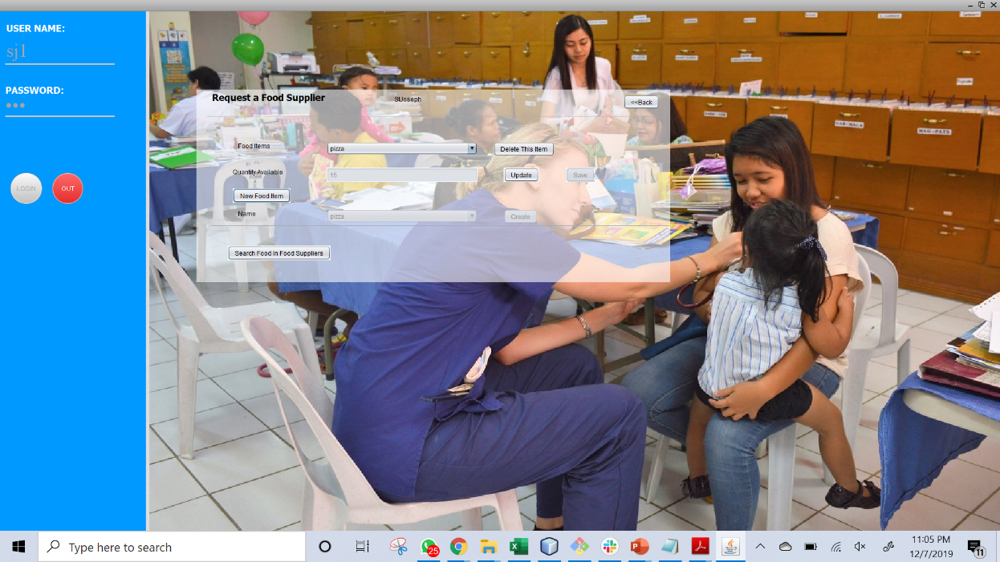 USER NAME:
sj1
PASSWORD:
LOGIN
OUT
Request a Food Supplier
StJoseph
<<Back
Food Items
pizza
Delete This Item
Quantity Available
15
Update
Save
New Food Item
Name
pizza
Create
Search Food In Food Suppliers
Type here to search
25
11:05 PM
12/7/2019
11